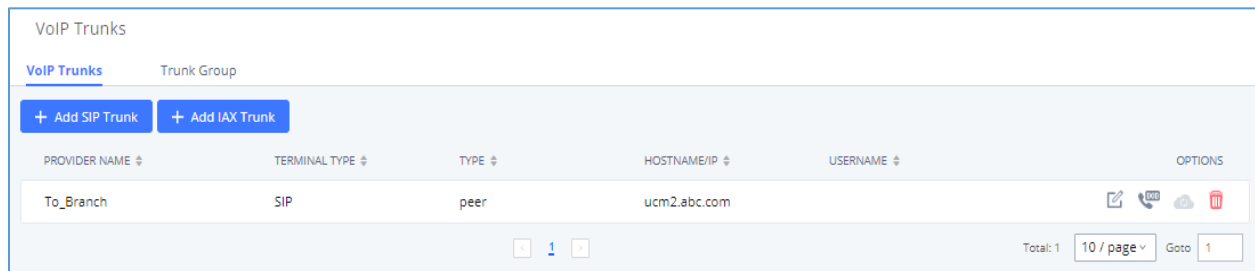 VoIP Trunks
VoIP Trunks Trunk Group
+ Add SIP Trunk + Add IAX Trunk
PROVIDER NAME TERMINAL TYPE TYPE HOSTNAME/IP USERNAME OPTIONS
To_Branch SIP peer ucm2.abc.com DOD
< 1 > Total: 1 10 / page Goto 1